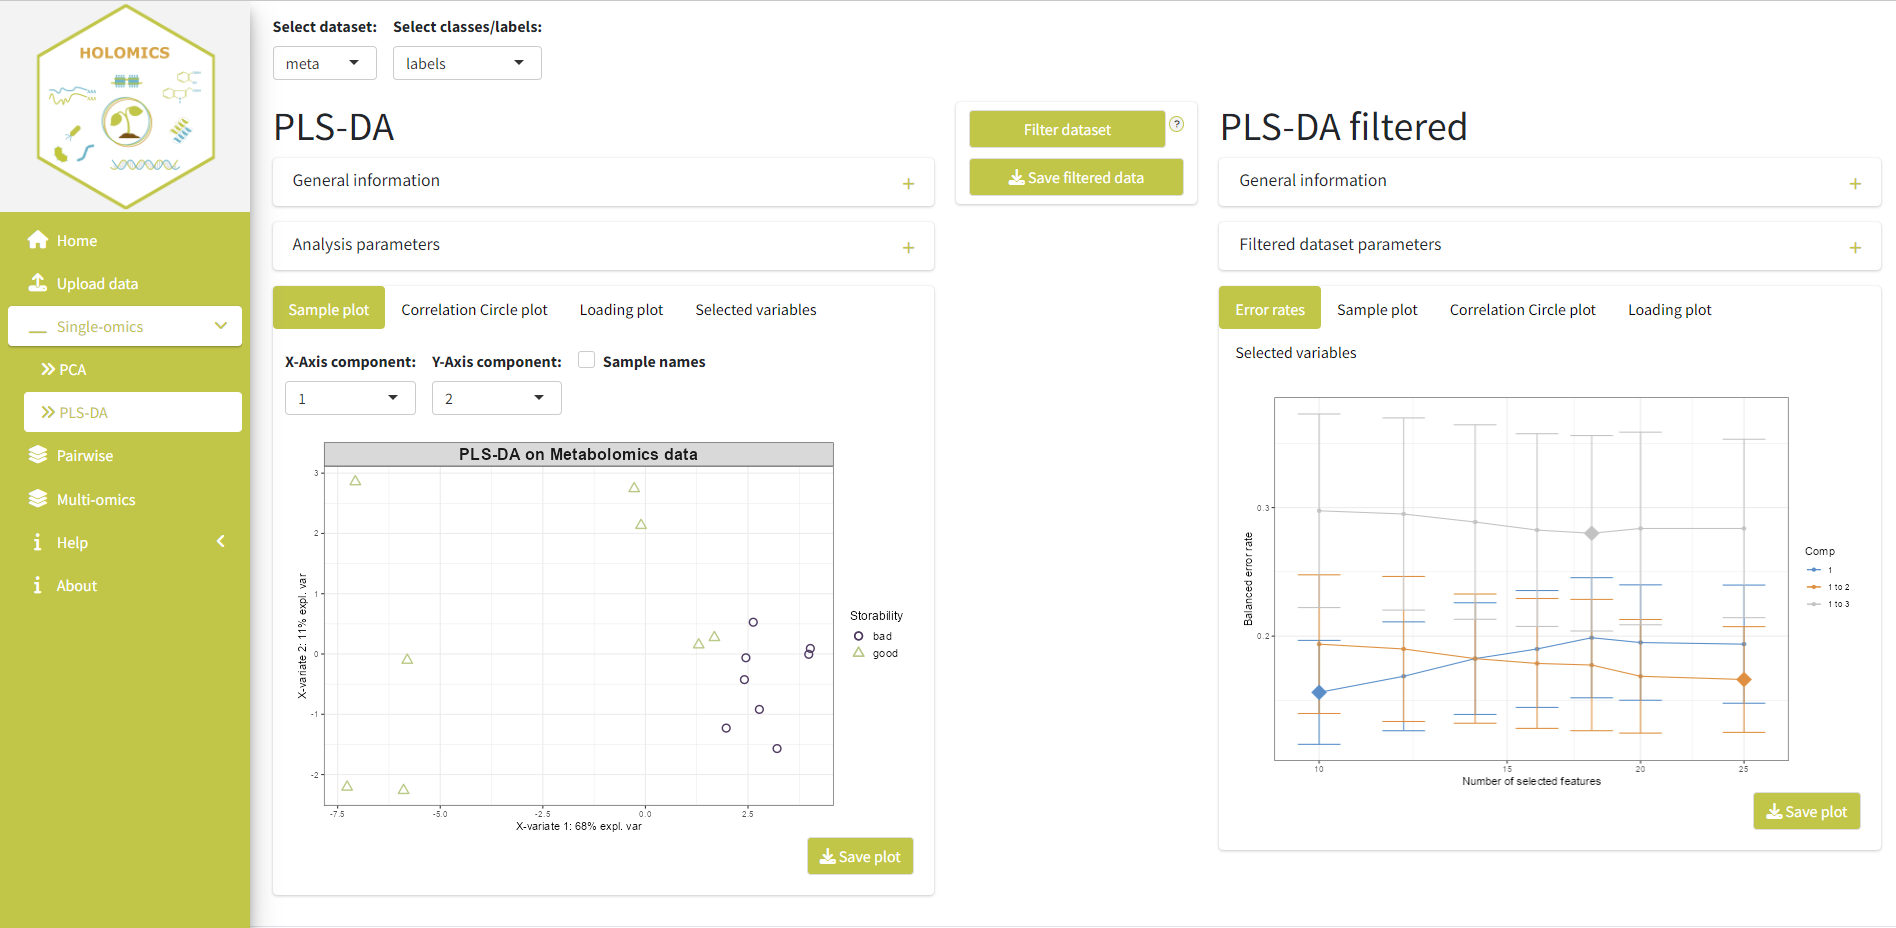 HOLOMICS
Home
Upload data
Single-omics
PCA
PLS-DA
Pairwise
Multi-omics
Help
About
Select dataset: Select classes/labels:
meta labels
PLS-DA
General information
Analysis parameters
Sample plot Correlation Circle plot Loading plot Selected variables
X-Axis component: Y-Axis component: Sample names
1 2
PLS-DA on Metabolomics data
3
2
1
0
-1
-2
X-variate 2: 11% expl. var
-7.5 -5.0 -2.5 0.0 2.5
X-variate 1: 68% expl. var
Storability
bad
good
Save plot
Filter dataset ?
Save filtered data
PLS-DA filtered
General information
Filtered dataset parameters
Error rates Sample plot Correlation Circle plot Loading plot
Selected variables
0.3
0.2
Balanced error rate
10 15 20 25
Number of selected features
Comp
1
1 to 2
1 to 3
Save plot